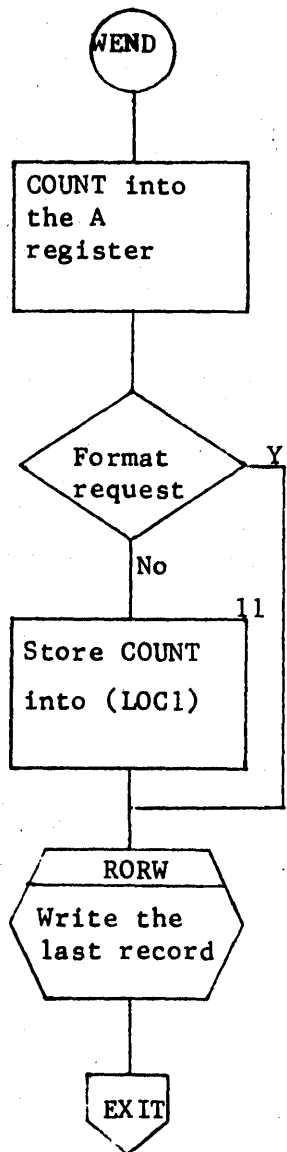 WEND
COUNT into
the A
register
Format
request
Y
No
11
Store COUNT
into (LOC1)
RORW
Write the
last record
EXIT